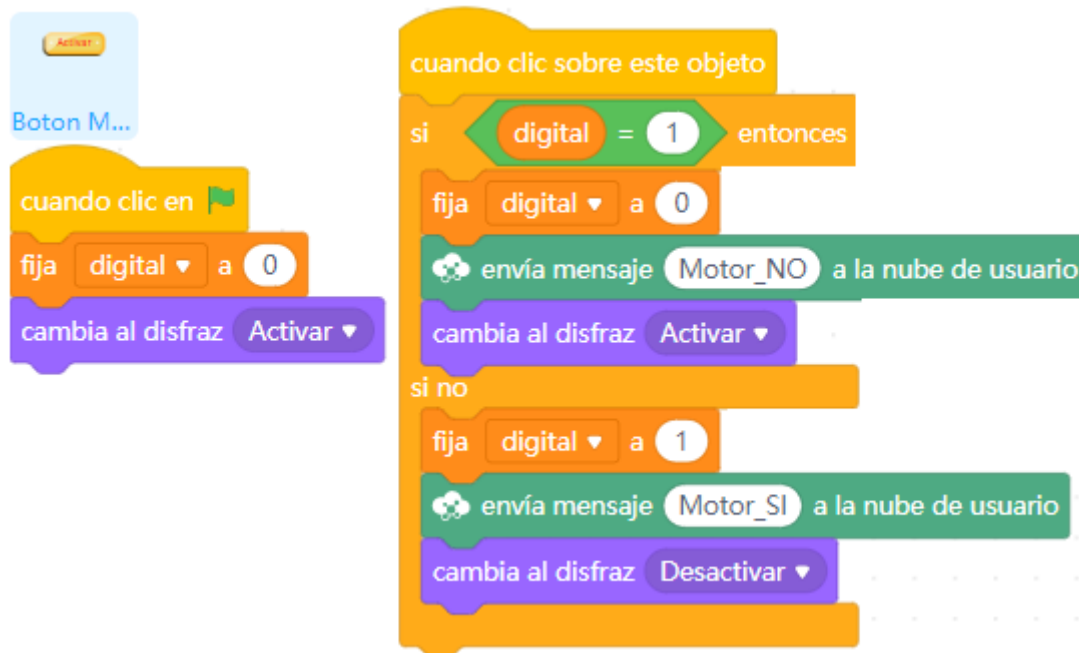 Activar
Boton M...
cuando clic en
fija digital a 0
cambia al disfraz Activar
cuando clic sobre este objeto
si digital = 1 entonces
fija digital a 0
envía mensaje Motor_NO a la nube de usuario
cambia al disfraz Activar
si no
fija digital a 1
envía mensaje Motor_SI a la nube de usuario
cambia al disfraz Desactivar